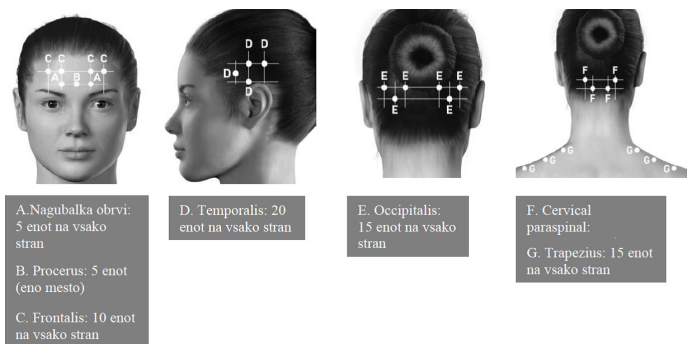 C C C C
A B A
D D
D
D
E E E E
E E
F F
F F
G G
G G
G G
A.Nagubalka obrvi:
5 enot na vsako
stran
B. Procerus: 5 enot
(eno mesto)
C. Frontalis: 10 enot
na vsako stran
D. Temporalis: 20
enot na vsako stran
E. Occipitalis:
15 enot na vsako
stran
F. Cervical
paraspinal:
G. Trapezius: 15 enot
na vsako stran